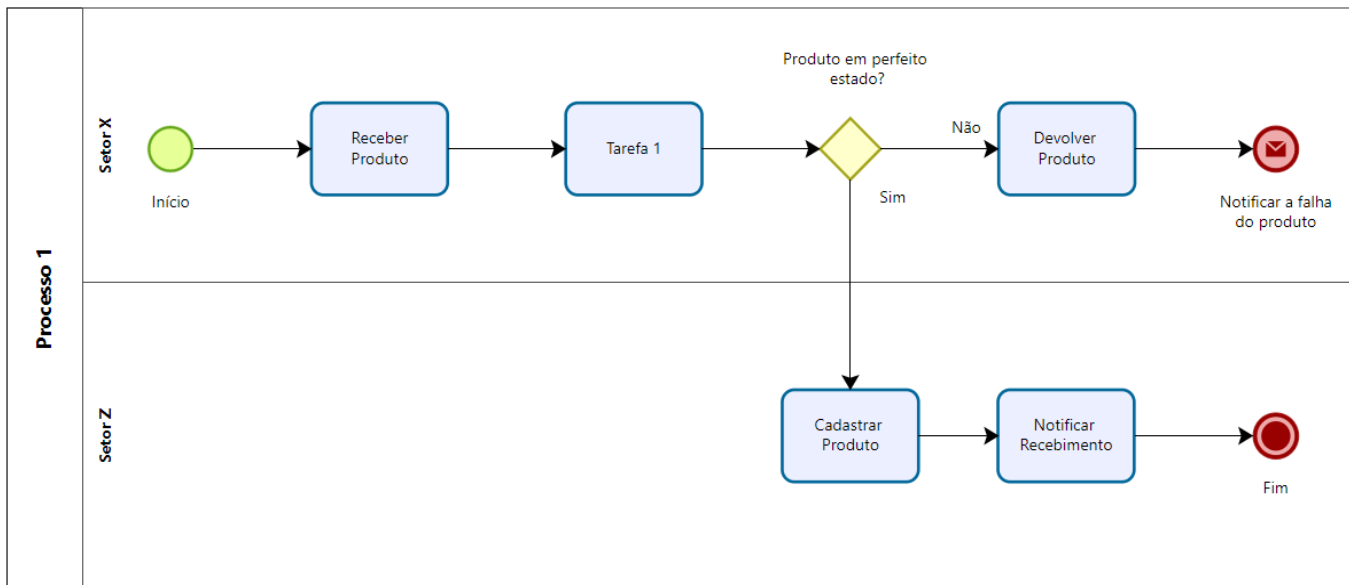 Processo 1
Setor X
Início
Receber
Produto
Tarefa 1
Produto em perfeito
estado?
Não
Sim
Devolver
Produto
Notificar a falha
do produto
Setor Z
Cadastrar
Produto
Notificar
Recebimento
Fim